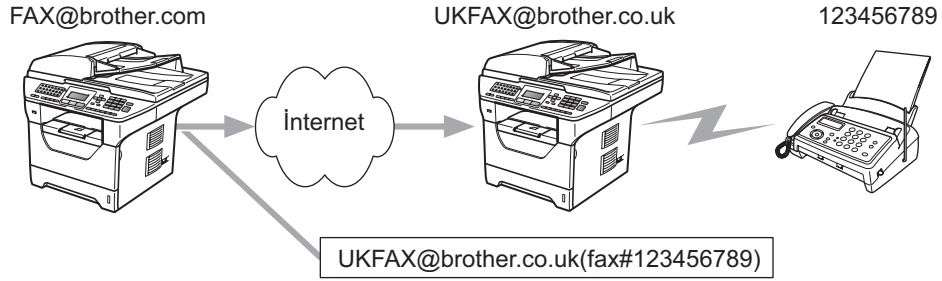 FAX@brother.com
UKFAX@brother.co.uk
123456789
İnternet
UKFAX@brother.co.uk(fax#123456789)